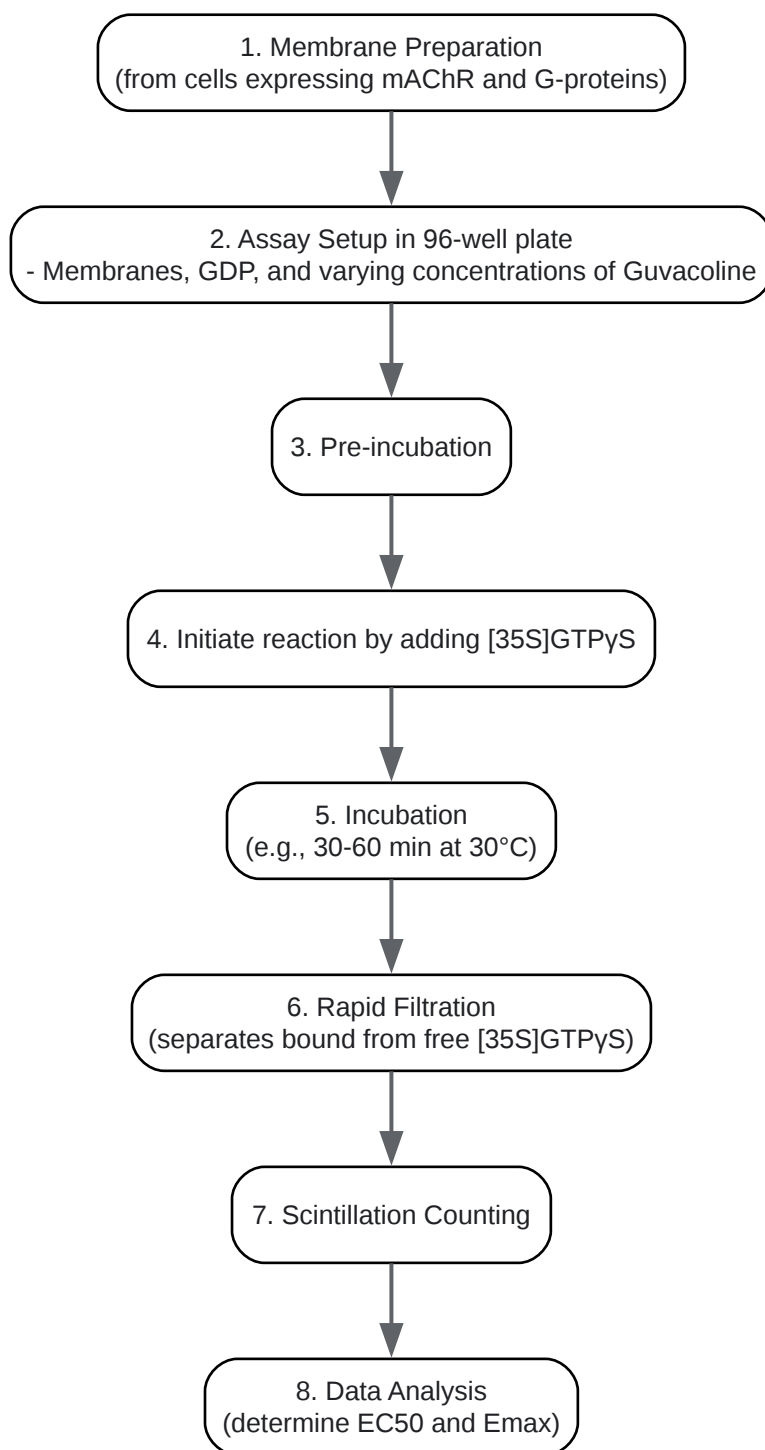 1. Membrane Preparation
(from cells expressing mAChR and G-proteins)
2. Assay Setup in 96-well plate
- Membranes, GDP, and varying concentrations of Guvacoline
3. Pre-incubation
4. Initiate reaction by adding [35S]GTPγS
5. Incubation
(e.g., 30-60 min at 30°C)
6. Rapid Filtration
(separates bound from free [35S]GTPγS)
7. Scintillation Counting
8. Data Analysis
(determine EC50 and Emax)